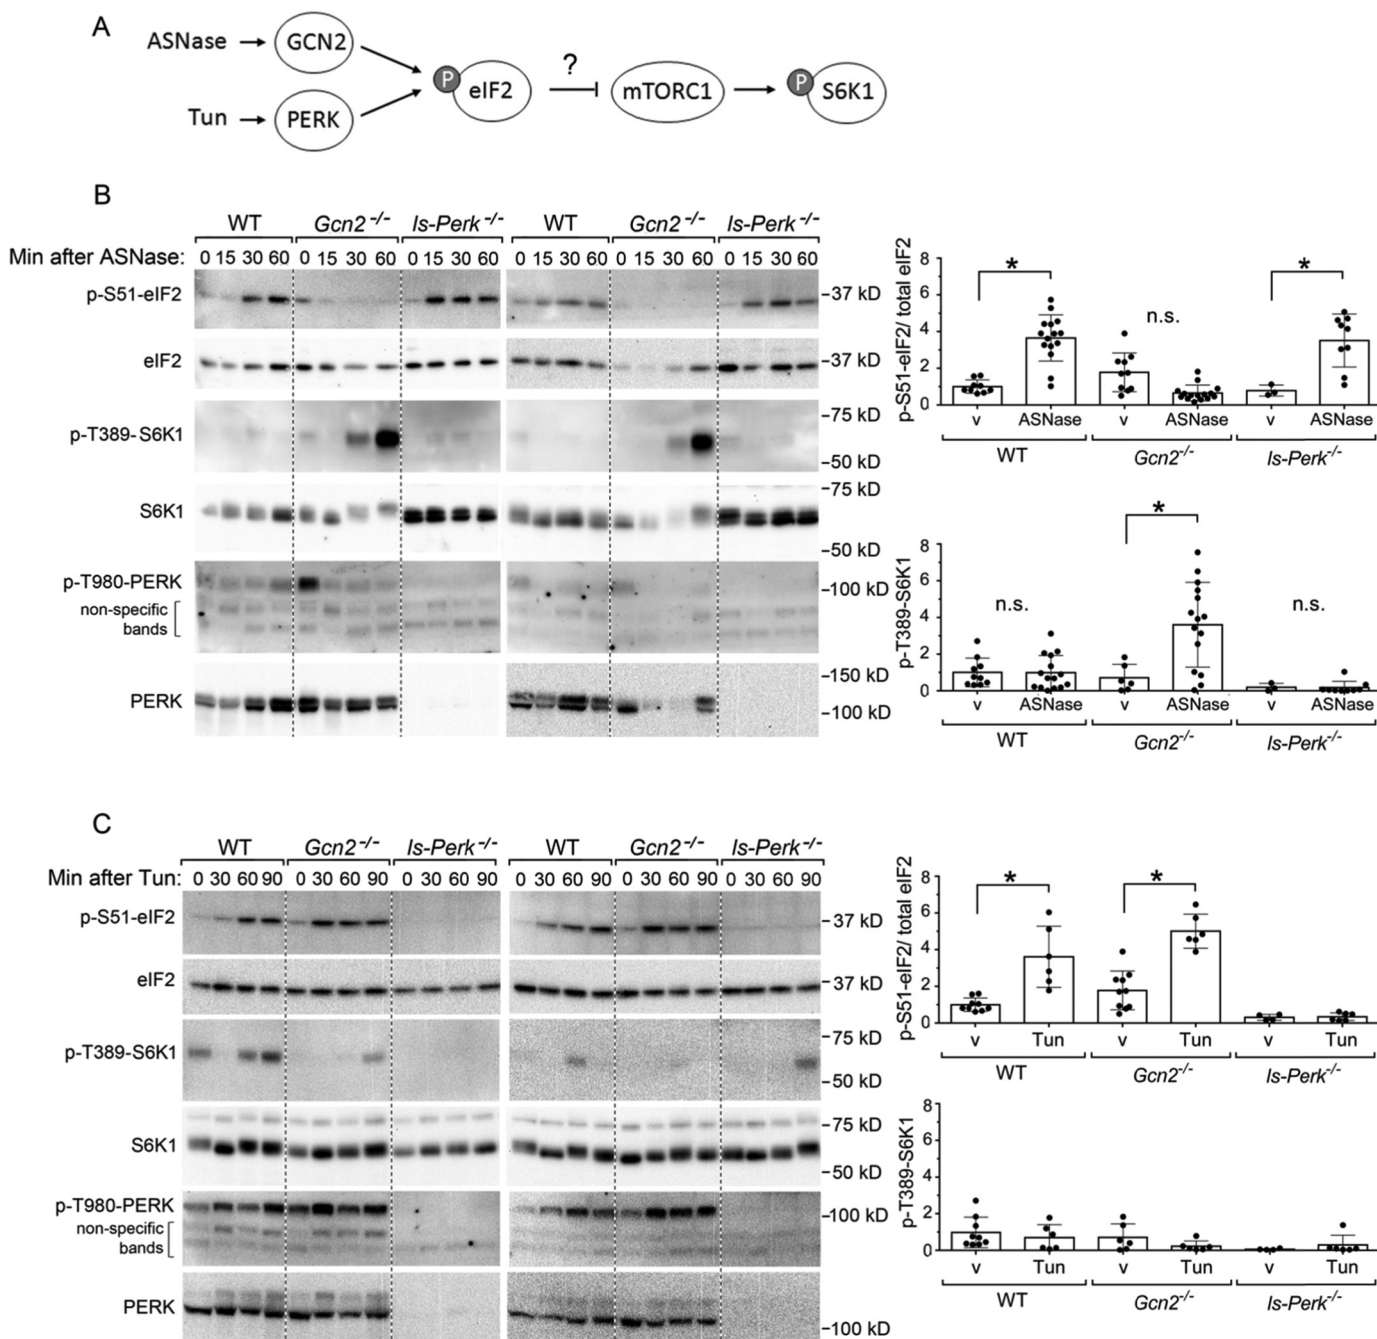 A
ASNase
GCN2
Tun
PERK
P
eIF2
?
mTORC1
P
S6K1
B
WT Gcn2-/- ls-Perk-/- WT Gcn2-/- ls-Perk-/-
Min after ASNase: 0 15 30 60 0 15 30 60 0 15 30 60 0 15 30 60 0 15 30 60 0 15 30 60
p-S51-eIF2 –37 kD
eIF2 –37 kD
p-T389-S6K1 –75 kD
–50 kD
S6K1 –75 kD
–50 kD
p-T980-PERK –100 kD
non-specific
bands
PERK –150 kD
–100 kD
p-S51-eIF2/ total eIF2
8
6
4
2
0
*
n.s.
*
v ASNase v ASNase v ASNase
WT Gcn2-/- ls-Perk-/-
p-T389-S6K1
8
6
4
2
0
n.s.
*
n.s.
v ASNase v ASNase v ASNase
WT Gcn2-/- ls-Perk-/-
C
WT Gcn2-/- ls-Perk-/- WT Gcn2-/- ls-Perk-/-
Min after Tun: 0 30 60 90 0 30 60 90 0 30 60 90 0 30 60 90 0 30 60 90 0 30 60 90
p-S51-eIF2 –37 kD
eIF2 –37 kD
p-T389-S6K1 –75 kD
–50 kD
S6K1 –75 kD
–50 kD
p-T980-PERK –100 kD
non-specific
bands
PERK
–100 kD
p-S51-eIF2/ total eIF2
8
6
4
2
0
*
*
v Tun v Tun v Tun
WT Gcn2-/- ls-Perk-/-
p-T389-S6K1
8
6
4
2
0
v Tun v Tun v Tun
WT Gcn2-/- ls-Perk-/-